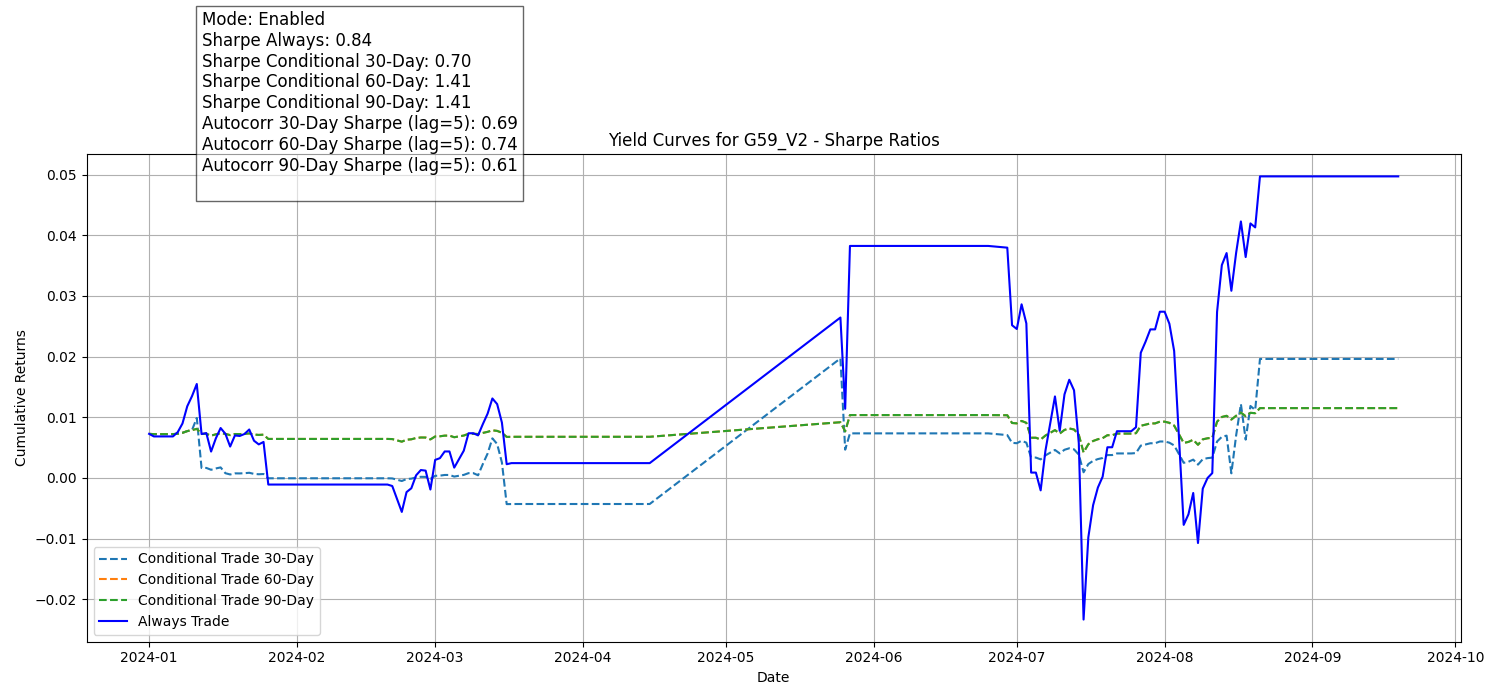 Mode: Enabled
Sharpe Always: 0.84
Sharpe Conditional 30-Day: 0.70
Sharpe Conditional 60-Day: 1.41
Sharpe Conditional 90-Day: 1.41
Autocorr 30-Day Sharpe (lag=5): 0.69
Autocorr 60-Day Sharpe (lag=5): 0.74
Autocorr 90-Day Sharpe (lag=5): 0.61
Yield Curves for G59_V2 - Sharpe Ratios
Cumulative Returns
0.05
0.04
0.03
0.02
0.01
0.00
−0.01
−0.02
Conditional Trade 30-Day
Conditional Trade 60-Day
Conditional Trade 90-Day
Always Trade
2024-01
2024-02
2024-03
2024-04
2024-05
2024-06
2024-07
2024-08
2024-09
2024-10
Date